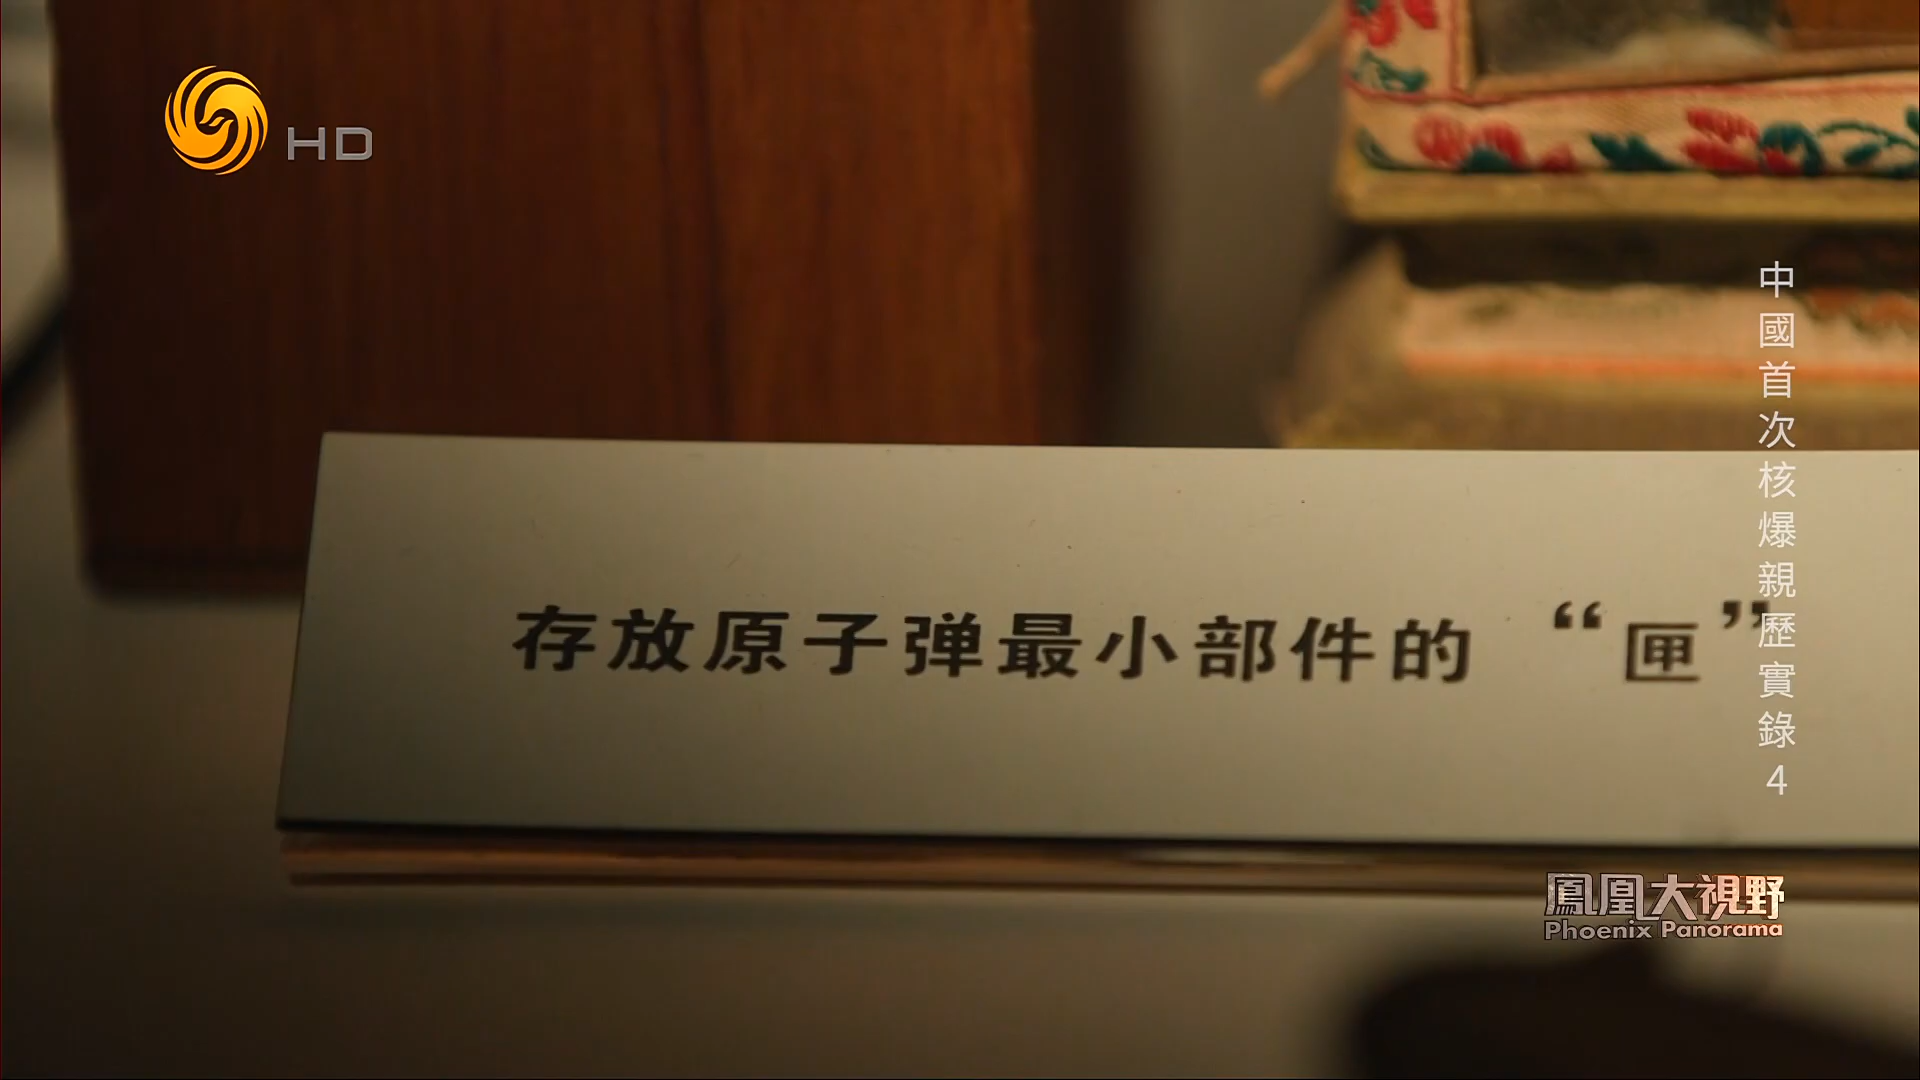 HD
存放原子弹最小部件的“匣”
中國首次核爆親歷實錄4
鳳凰大視野
Phoenix Panorama